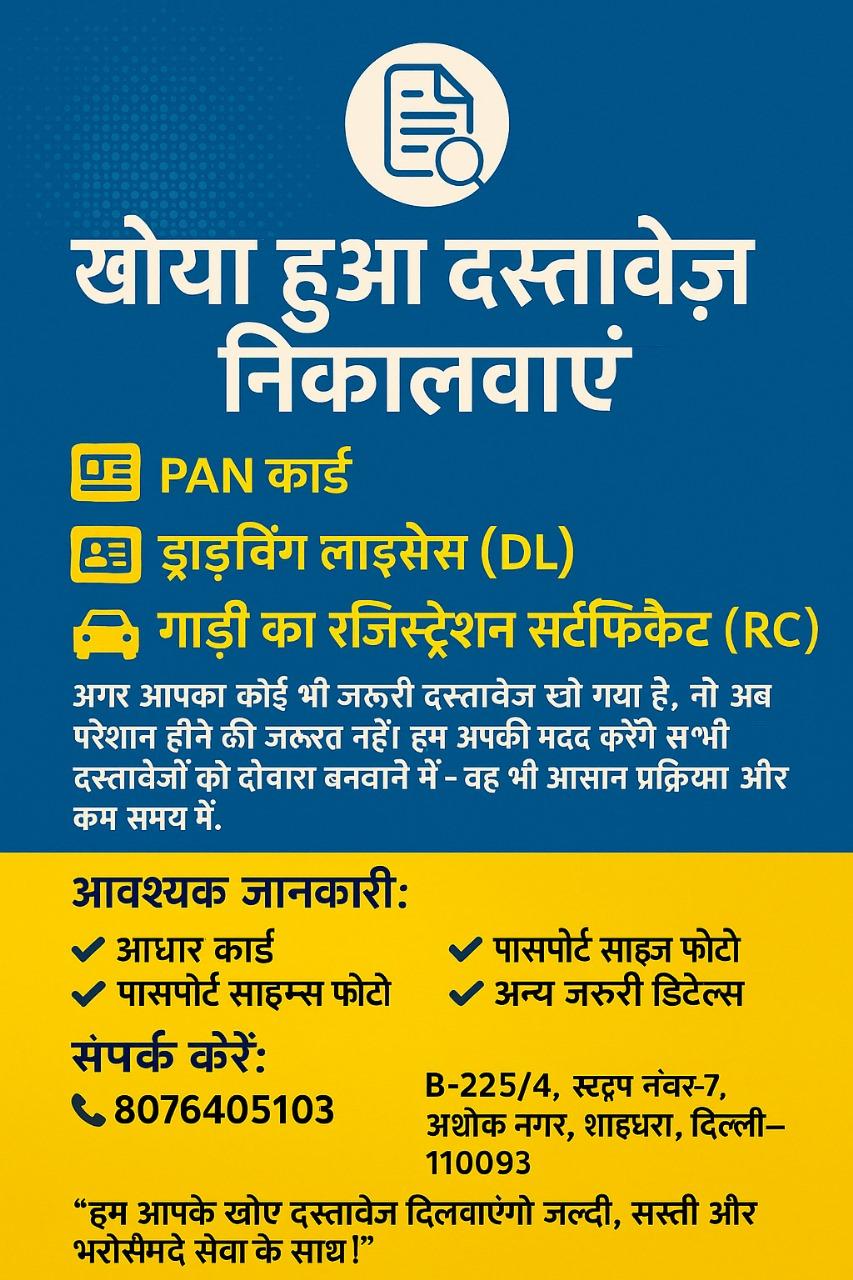 खोया हुआ दस्तावेज़
निकालवाएं
PAN कार्ड
ड्राड़विंग लाइसेस (DL)
गाड़ी का रजिस्ट्रेशन सर्टफिकैट (RC)
अगर आपका कोई भी जरूरी दस्तावेज खो गया हे, नो अब
परेशान हीने की जरूरत नहें। हम अपकी मदद करेंगे सभी
दस्तावेजों को दोवारा बनवाने में - वह भी आसान प्रक्रिया और
कम समय में.
आवश्यक जानकारी:
आधार कार्ड
पासपोर्ट साइज फोटो
पासपोर्ट साइम्स फोटो
अन्य जरुरी डिटेल्स
संपर्क करें:
8076405103
B-225/4, नंवर-7,
अथोक नगर, शाहधरा, दिल्ली–
110093
“हम आपके खोए दस्तावेज दिलवाएंगो जल्दी, सस्ती और
भरोसीमदे सेवा के साथ!”